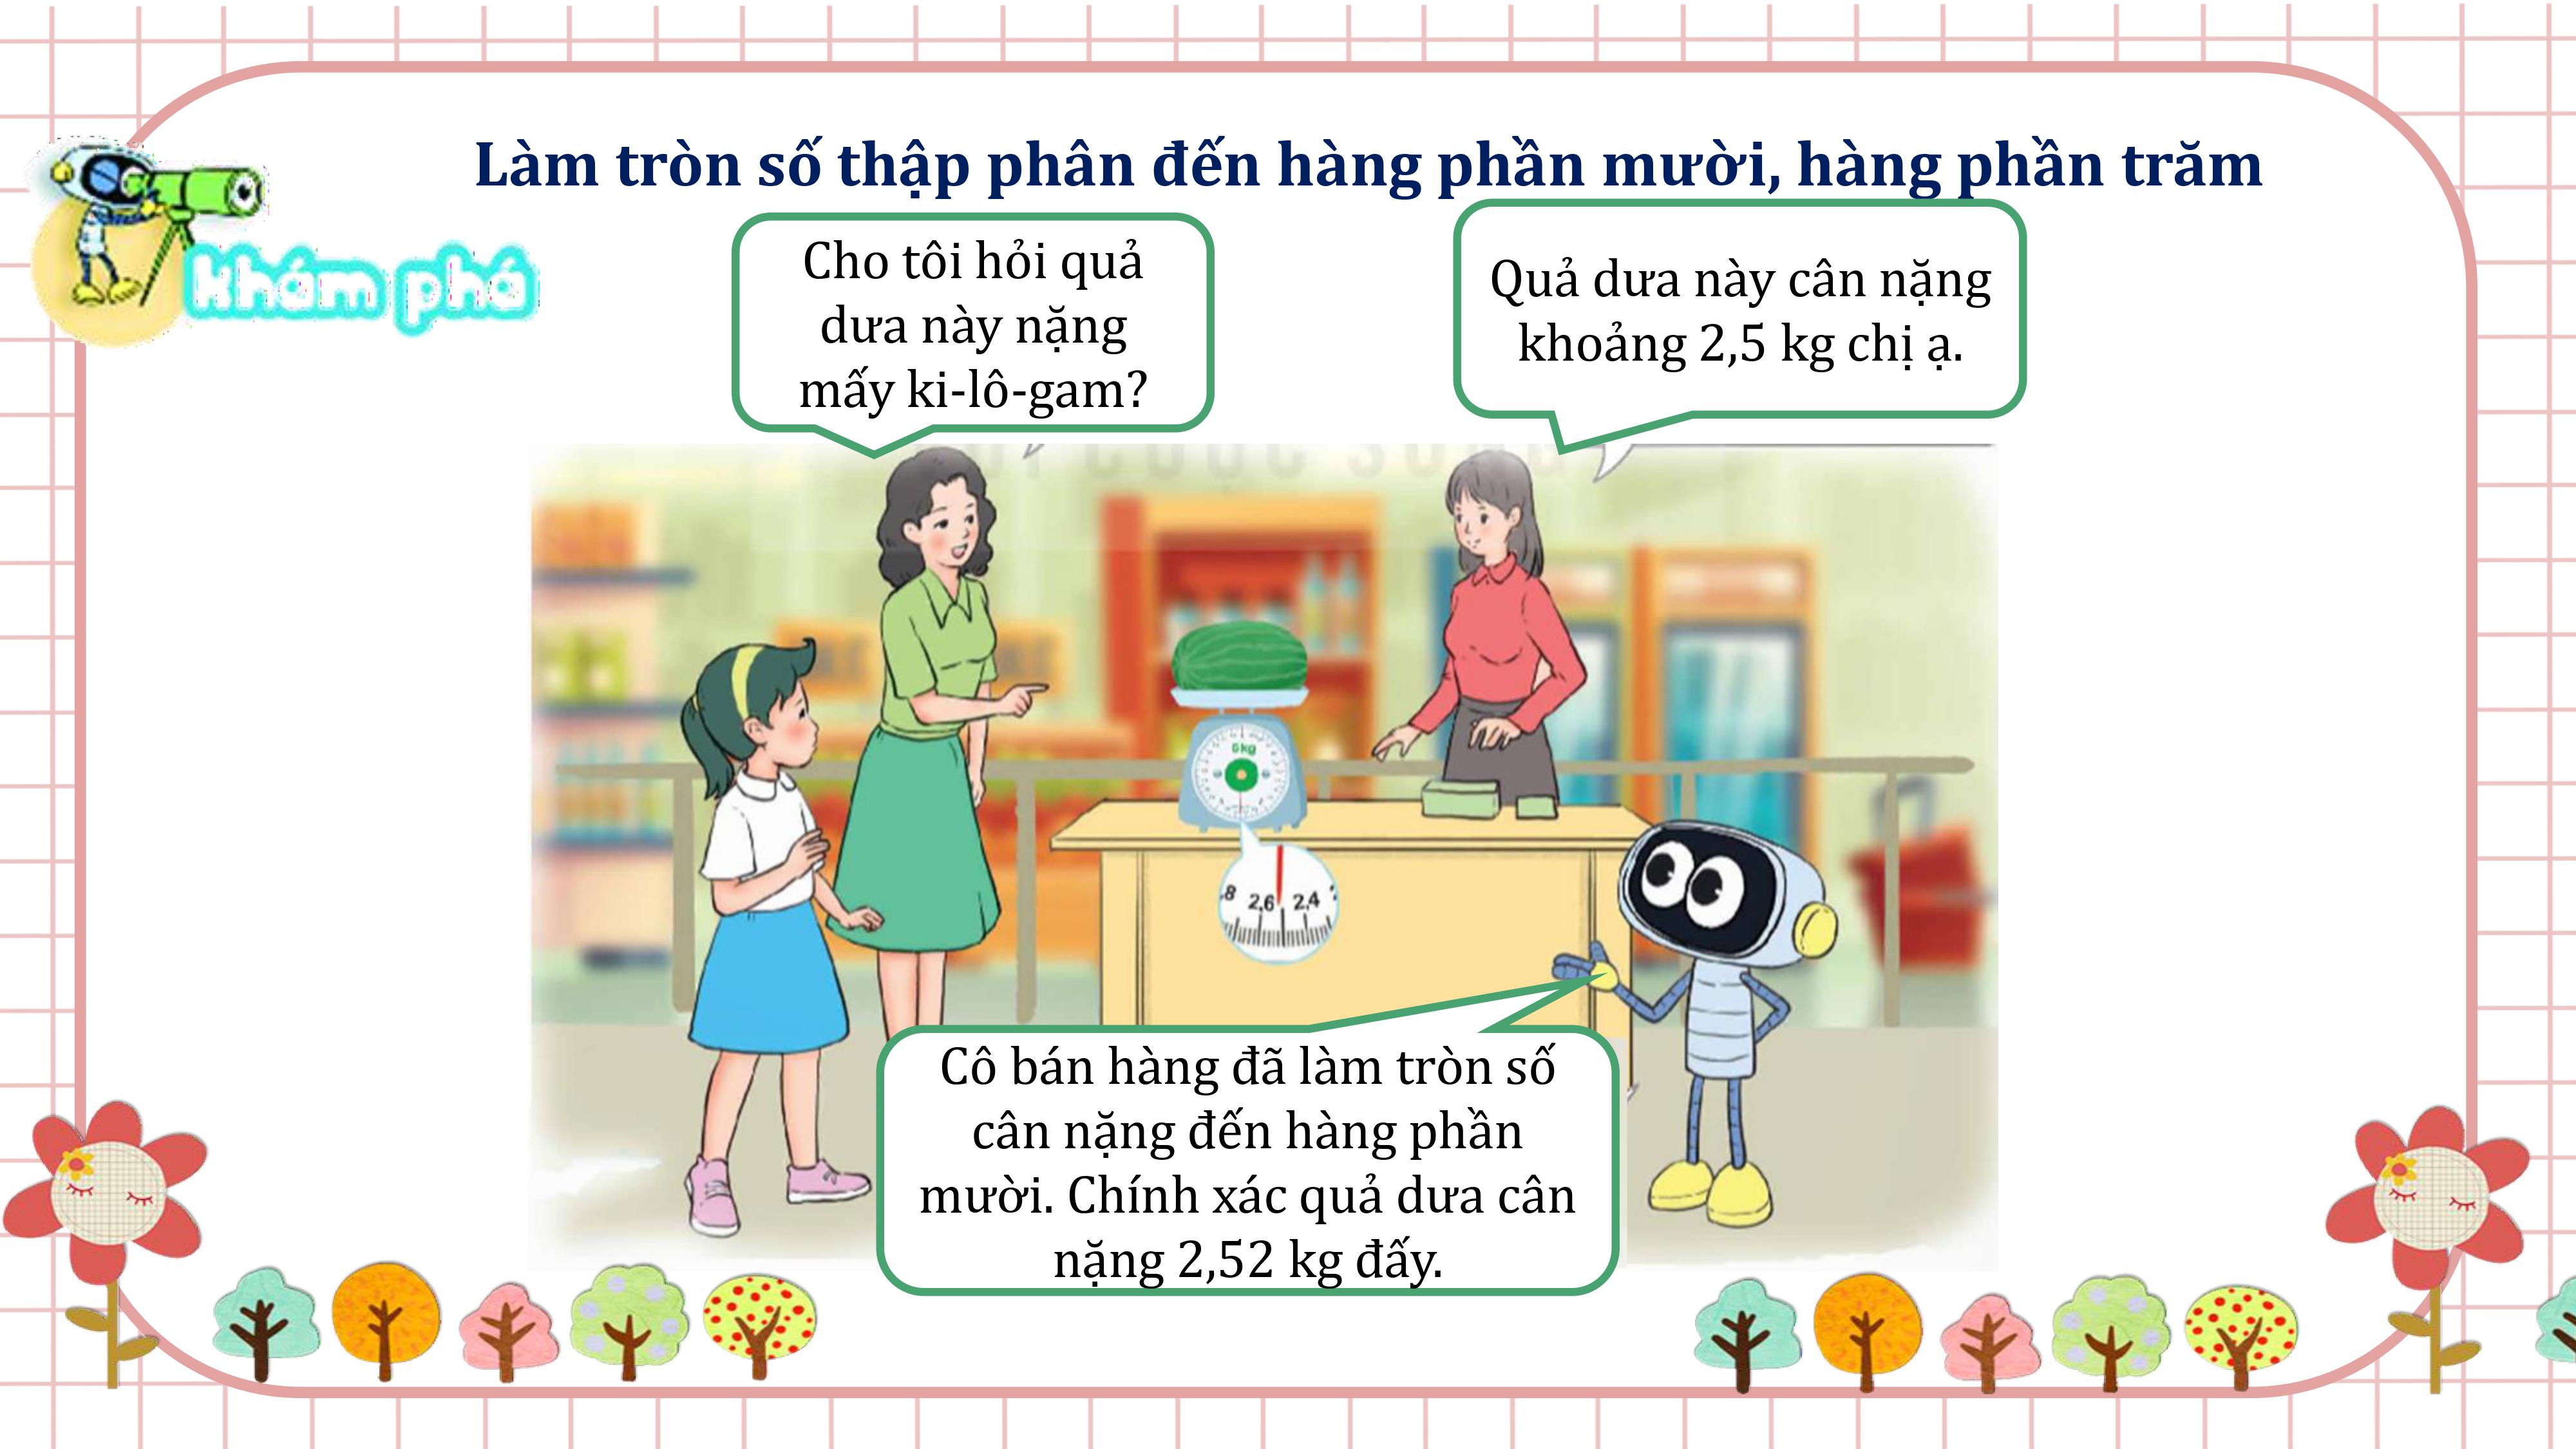 Làm tròn số thập phân đến hàng phần mười, hàng phần trăm
khám phá
Cho tôi hỏi quả
dưa này nặng
mấy ki-lô-gam?
Quả dưa này cân nặng
khoảng 2,5 kg chị ạ.
6kg
2,6 2,4
Cô bán hàng đã làm tròn số
cân nặng đến hàng phần
mười. Chính xác quả dưa cân
nặng 2,52 kg đấy.